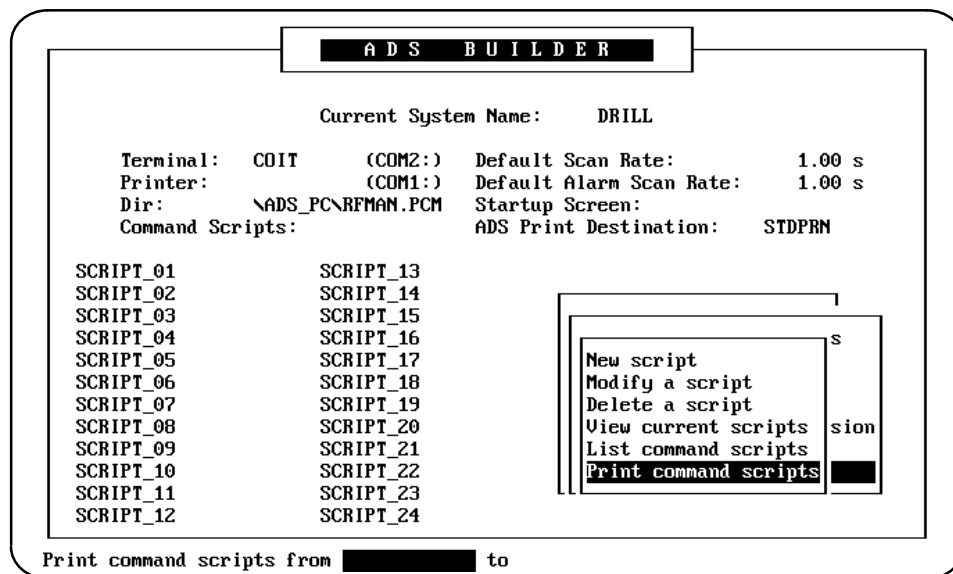 ADS BUILDER
Current System Name: DRILL
Terminal: COIT (COM2:) Default Scan Rate: 1.00 s
Printer: (COM1:) Default Alarm Scan Rate: 1.00 s
Dir: \ADS_PC\RFMAN.PCM Startup Screen:
Command Scripts: ADS Print Destination: STDPRN
SCRIPT_01 SCRIPT_13
SCRIPT_02 SCRIPT_14
SCRIPT_03 SCRIPT_15
SCRIPT_04 SCRIPT_16 s
SCRIPT_05 SCRIPT_17 New script
SCRIPT_06 SCRIPT_18 Modify a script
SCRIPT_07 SCRIPT_19 Delete a script
SCRIPT_08 SCRIPT_20 View current scripts sion
SCRIPT_09 SCRIPT_21 List command scripts
SCRIPT_10 SCRIPT_22 Print command scripts
SCRIPT_11 SCRIPT_23
SCRIPT_12 SCRIPT_24
Print command scripts from to